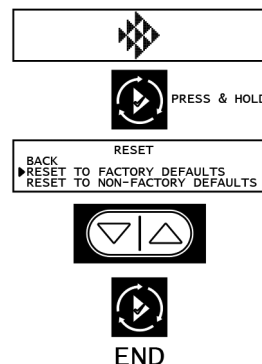 PRESS & HOLD
RESET
BACK
RESET TO FACTORY DEFAULTS
RESET TO NON-FACTORY DEFAULTS
END